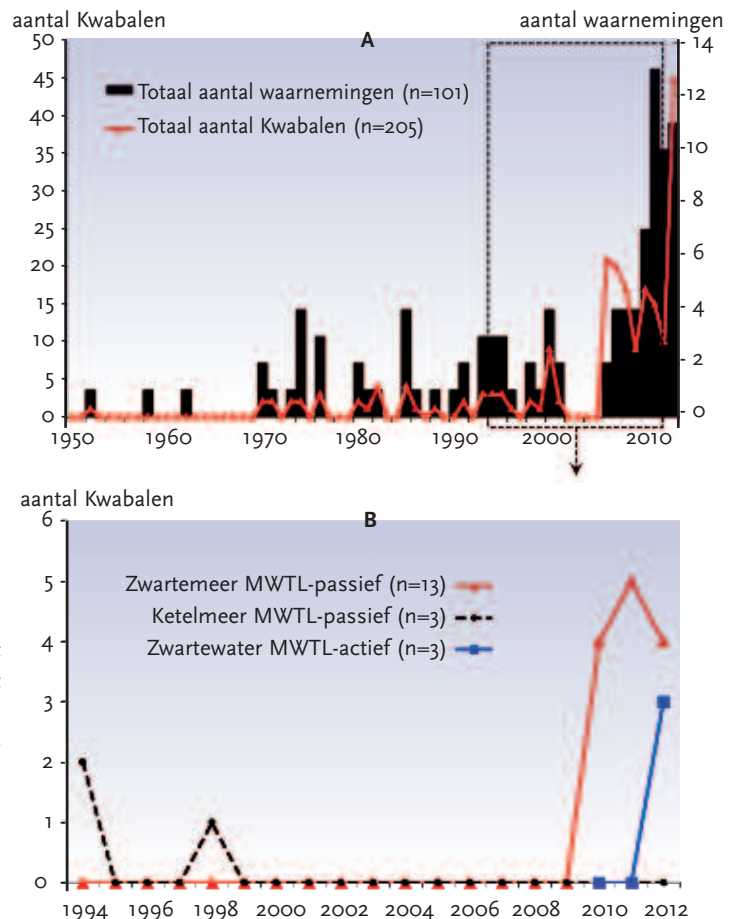 aantal Kwabalen aantal waarnemingen
A
50 14
45
Totaal aantal waarnemingen (n=101)
12
40
Totaal aantal Kwabalen (n=205)
35
10
30
8
25
20
6
15
4
10
2
5
0
0
1950 1960 1970 1980 1990 2000 2010
aantal Kwabalen
B
6
5
Zwartemeer MWTL-passief (n=13)
Ketelmeer MWTL-passief (n=3)
4
Zwartewater MWTL-actief (n=3)
3
2
1
0
1994 1996 1998 2000 2002 2004 2006 2008 2010 2012